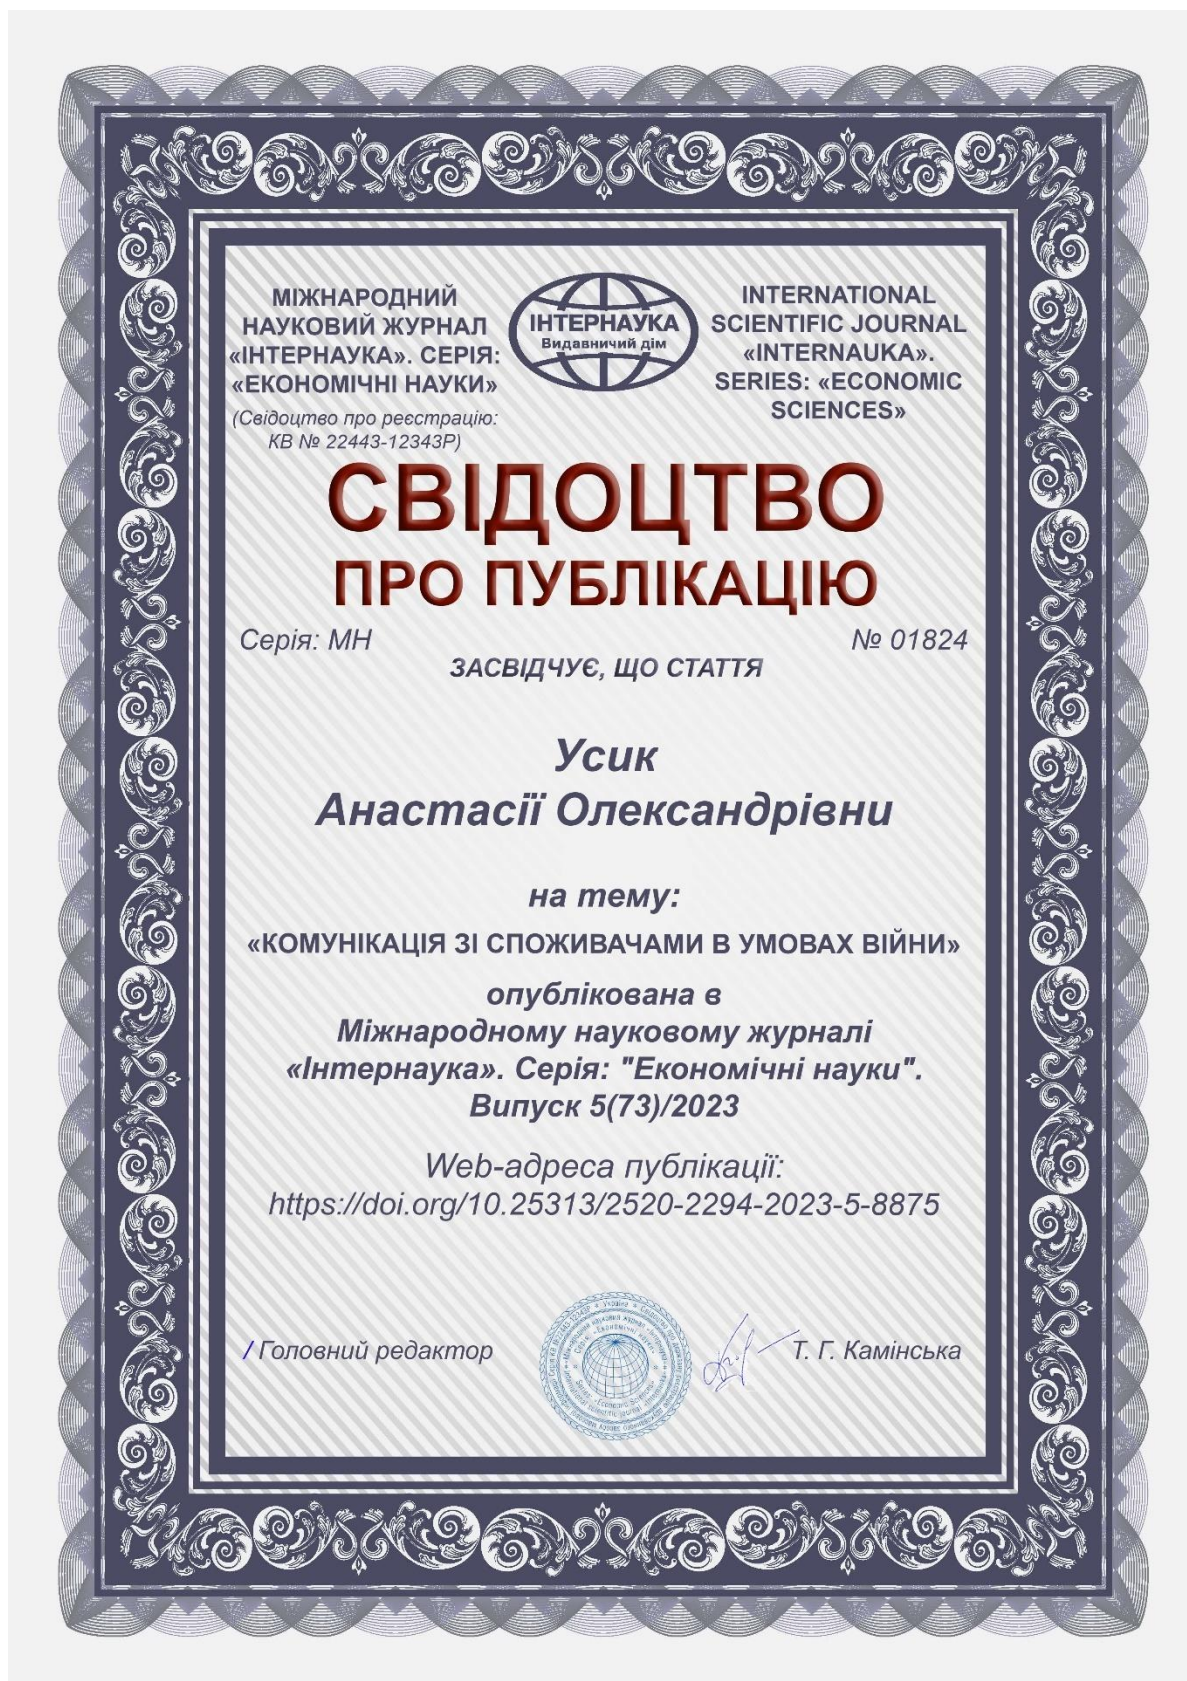 МІЖНАРОДНИЙ
НАУКОВИЙ ЖУРНАЛ
«ІНТЕРНАУКА». СЕРІЯ:
«ЕКОНОМІЧНІ НАУКИ»
(Свідоцтво про реєстрацію:
КВ № 22443-12343Р)
ІНТЕРНАУКА
Видавничий дім
INTERNATIONAL
SCIENTIFIC JOURNAL
«INTERNAUKA».
SERIES: «ECONOMIC
SCIENCES»
СВІДОЦТВО
ПРО ПУБЛІКАЦІЮ
Серія: МН
№ 01824
ЗАСВІДЧУЄ, ЩО СТАТТЯ
Усик
Анастасії Олександрівни
на тему:
«КОМУНІКАЦІЯ ЗІ СПОЖИВАЧАМИ В УМОВАХ ВІЙНИ»
опублікована в
Міжнародному науковому журналі
«Інтернаука». Серія: "Економічні науки".
Випуск 5(73)/2023
Web-адреса публікації:
https://doi.org/10.25313/2520-2294-2023-5-8875
/ Головний редактор
Т. Г. Камінська